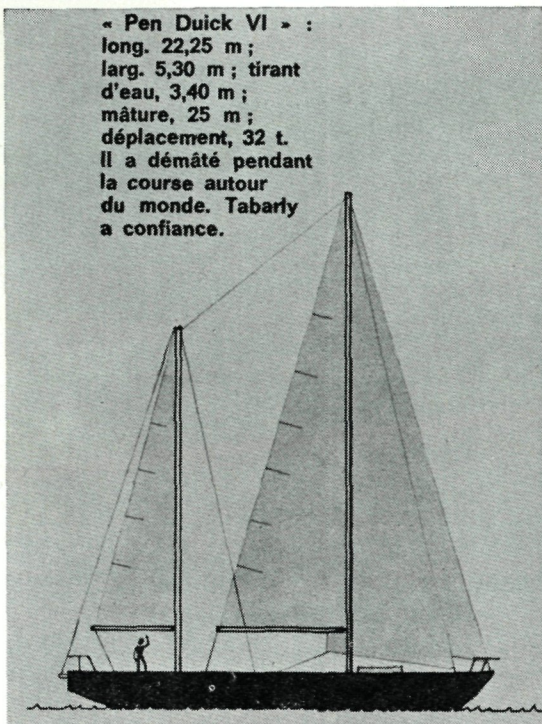 « Pen Duick VI » :
long. 22,25 m ;
larg. 5,30 m ; tirant
d'eau, 3,40 m ;
mâture, 25 m ;
déplacement, 32 t.
Il a démâté pendant
la course autour
du monde. Tabarly
a confiance.